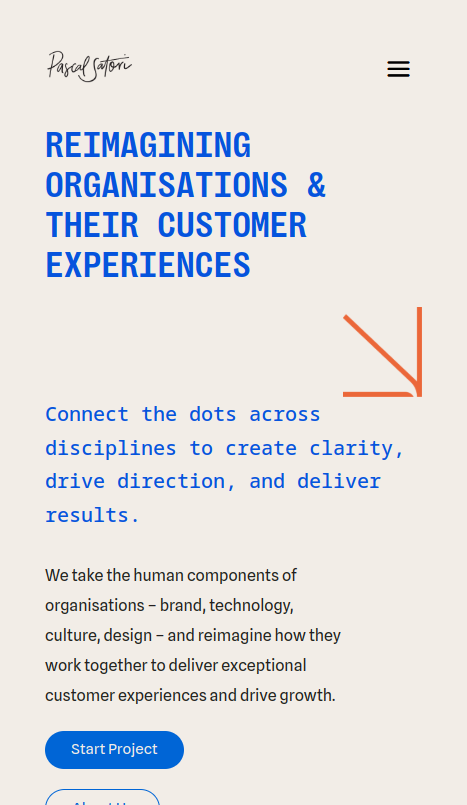 Pascal Satori
REIMAGINING
ORGANISATIONS &
THEIR CUSTOMER
EXPERIENCES
Connect the dots across
disciplines to create clarity,
drive direction, and deliver
results.
We take the human components of
organisations – brand, technology,
culture, design – and reimagine how they
work together to deliver exceptional
customer experiences and drive growth.
Start Project
About Us